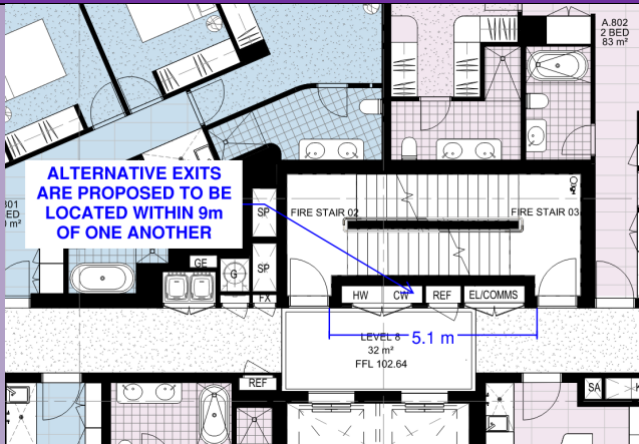 A.802
2 BED
83 m²
ALTERNATIVE EXITS
ARE PROPOSED TO BE
LOCATED WITHIN 9m
OF ONE ANOTHER
SP
FIRE STAIR 02
FIRE STAIR 03
GE
G
SP
FX
HW
CW
REF
EL/COMMS
5.1 m
LEVEL 8
32 m²
FFL 102.64
REF
SA